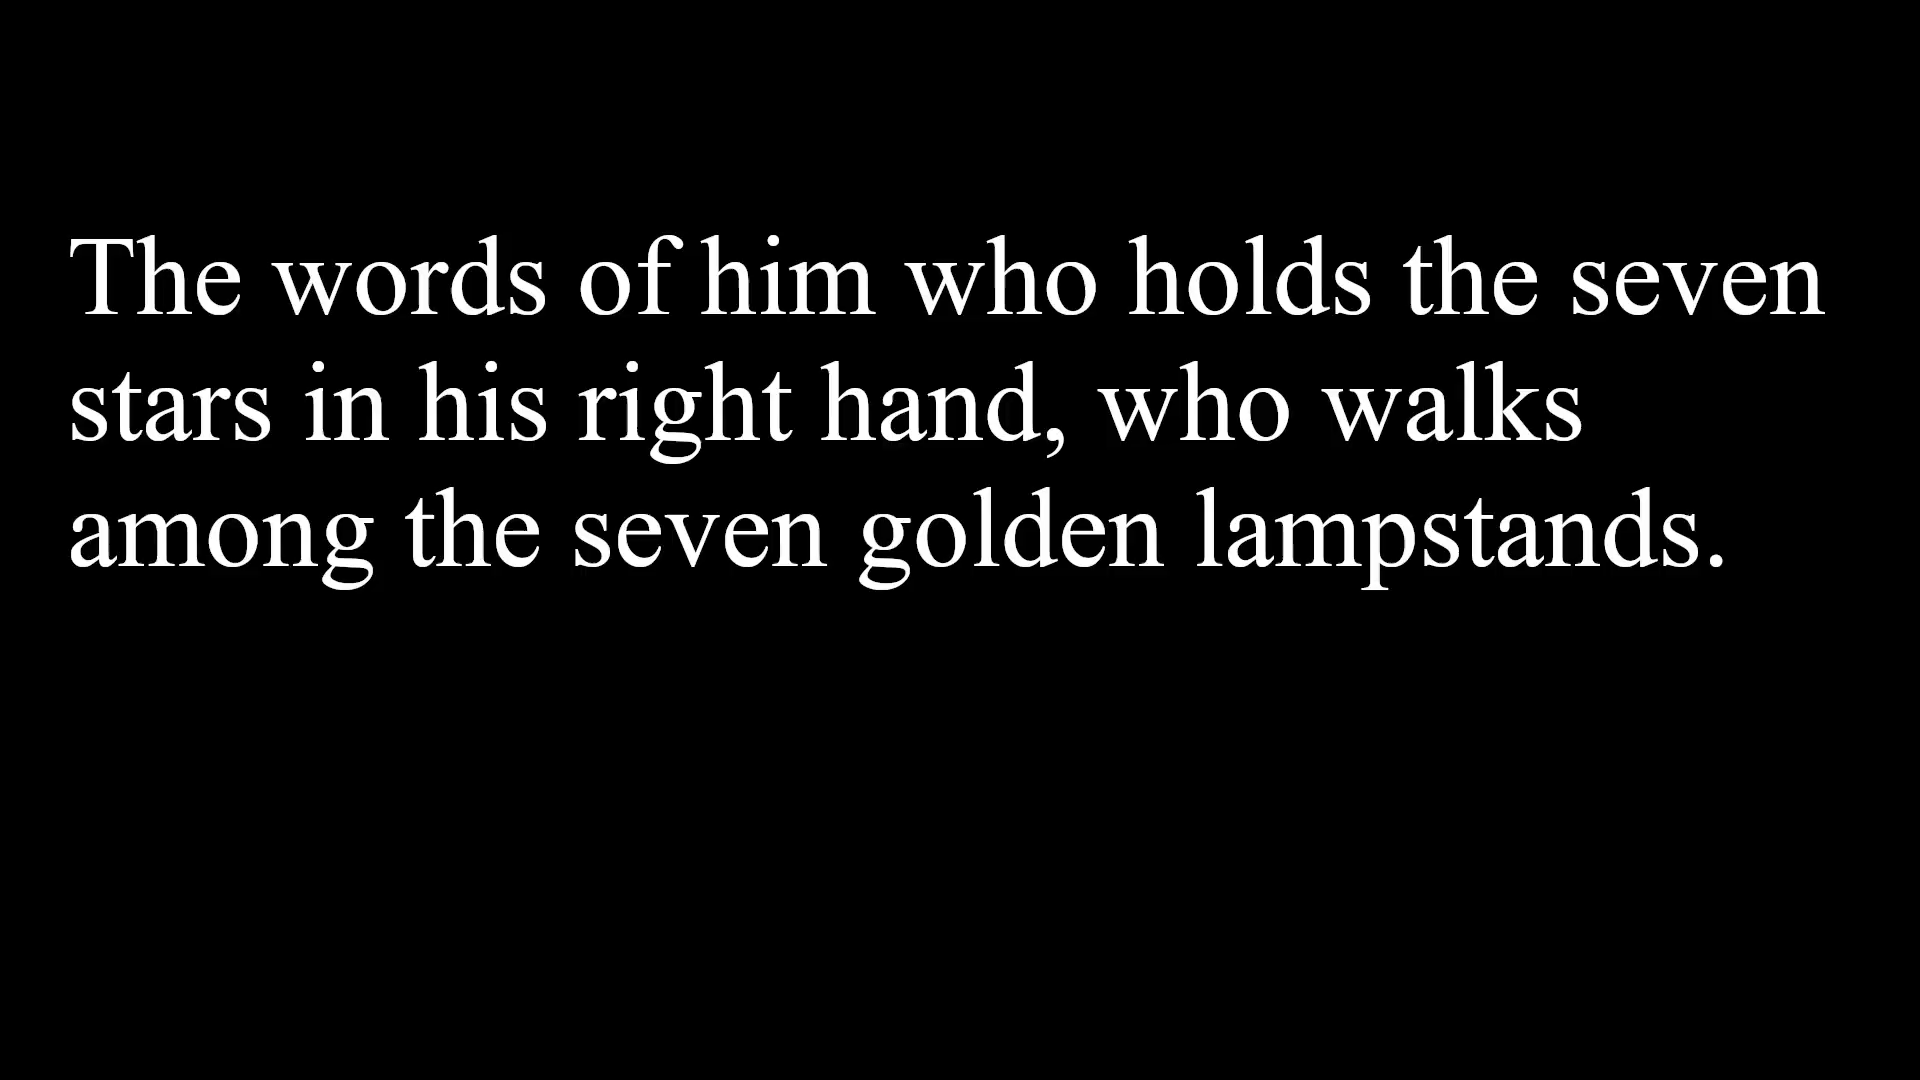 The words of him who holds the seven
stars in his right hand, who walks
among the seven golden lampstands.